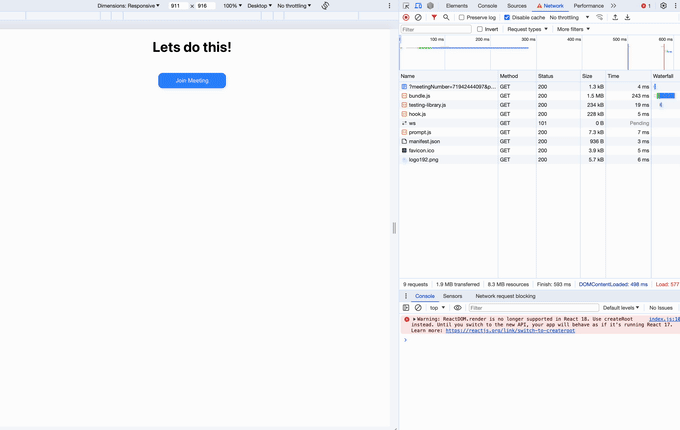 Dimensions: Responsive 911 × 916 100% Desktop No throttling
Lets do this!
Join Meeting
Elements Console Sources Network Performance 1
Preserve log Disable cache No throttling
Filter Invert Request types More filters
100 ms 200 ms 300 ms 400 ms 500 ms 600 ms
Name Method Status Size Time Waterfall
?meetingNumber=71942444097&p... GET 200 1.3 kB 4 ms
bundle.js GET 200 1.5 MB 243 ms
testing-library.js GET 200 234 kB 19 ms
hook.js GET 200 228 kB 5 ms
ws GET 101 0 B Pending
prompt.js GET 200 7.3 kB 7 ms
manifest.json GET 200 936 B 3 ms
favicon.ico GET 200 3.9 kB 5 ms
logo192.png GET 200 5.7 kB 6 ms
9 requests 1.9 MB transferred 8.3 MB resources Finish: 593 ms DOMContentLoaded: 498 ms Load: 577
Console Sensors Network request blocking
top Filter Default levels No Issues
Warning: ReactDOM.render is no longer supported in React 18. Use createRoot index.js:18
instead. Until you switch to the new API, your app will behave as if it's running React 17.
Learn more: https://reactjs.org/link/switch-to-createroot